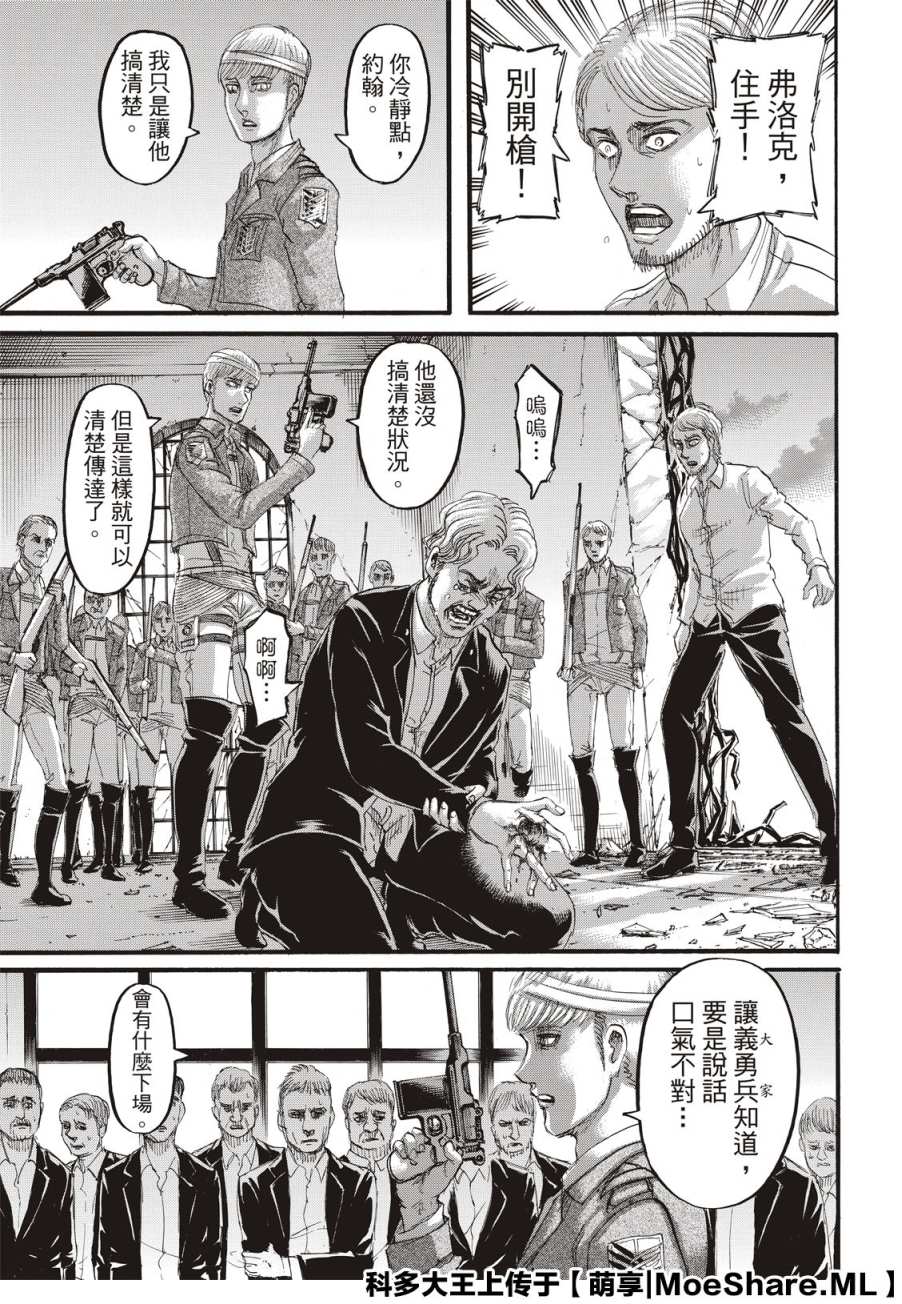 弗洛克，
住手！
別開槍！
你冷靜點，
約翰。
我只是讓他
搞清楚。
嗚
嗚…
他還沒
搞清楚狀況。
啊
啊…
但是這樣就可以
清楚傳達了。
讓義勇兵知道，
大家
要是說話
口氣不對…
會有什麼下場。
科多大王上传于【萌享|MoeShare.ML】